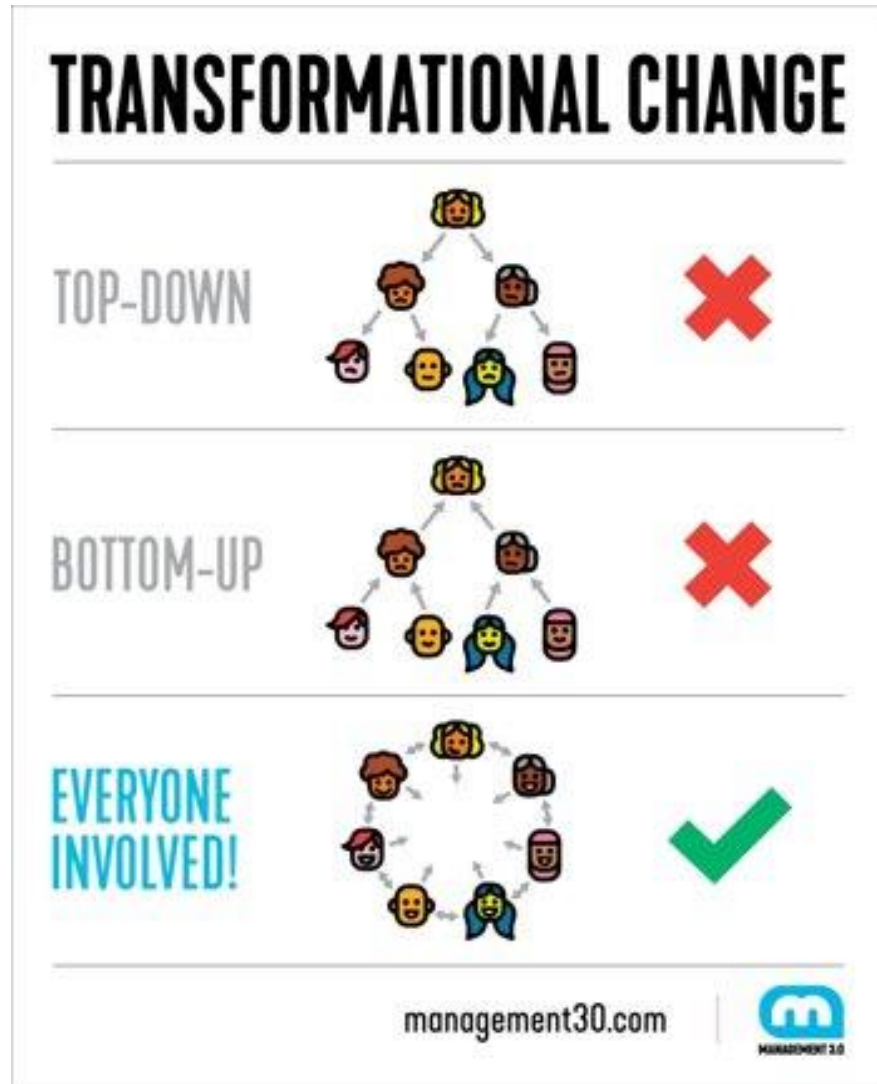 TRANSFORMATIONAL CHANGE
TOP-DOWN
BOTTOM-UP
EVERYONE
INVOLVED!
management30.com
m
MANAGEMENT 3.0